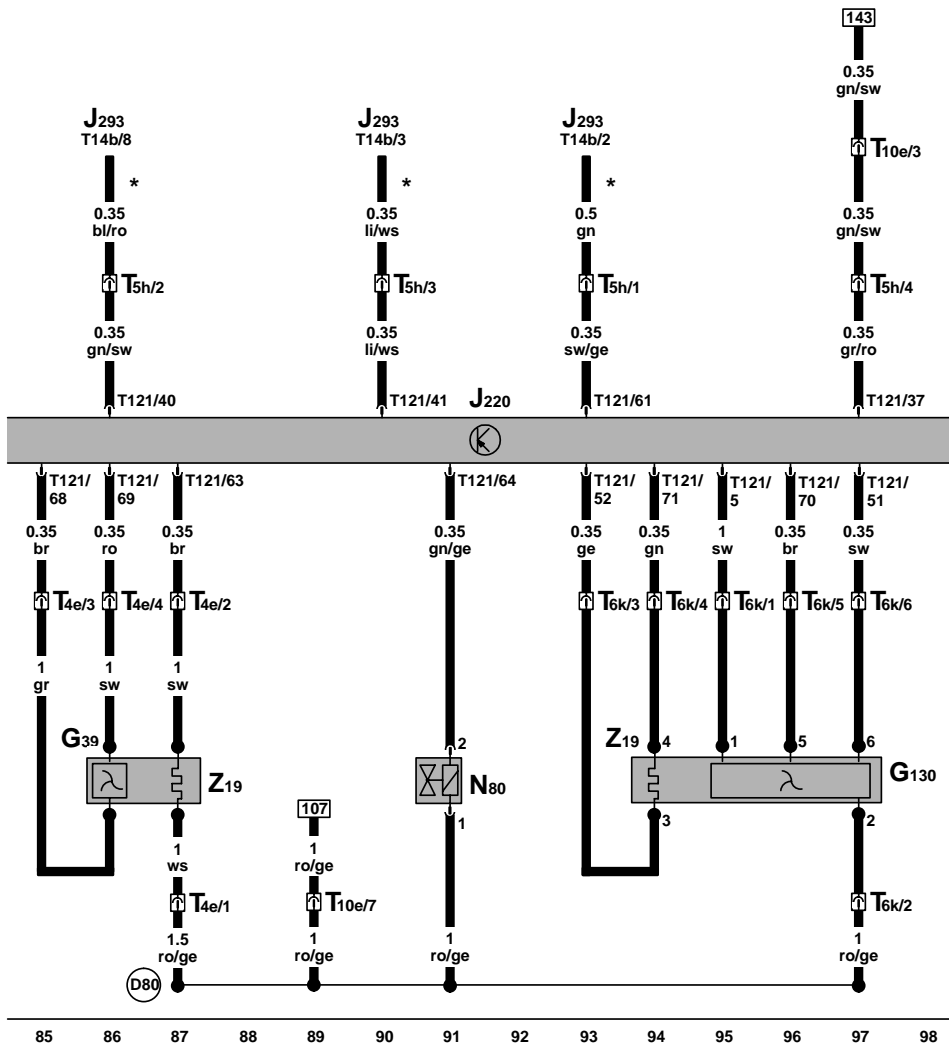 143
0.35
gn/sw
J293 J293 J293
T14b/8 T14b/3 T14b/2
T10e/3
* * *
0.35 0.35 0.5 0.35
bl/ro li/ws gn gn/sw
T5h/2 T5h/3 T5h/1 T5h/4
0.35 0.35 0.35 0.35
gn/sw li/ws sw/ge gr/ro
T121/40 T121/41 J220 T121/61 T121/37
T121/ T121/ T121/63 T121/64 T121/ T121/ T121/ T121/ T121/
68 69 52 71 5 70 51
0.35 0.35 0.35 0.35 0.35 0.35 1 0.35 0.35
br ro br gn/ge ge gn sw br sw
T4e/3 T4e/4 T4e/2 T6k/3 T6k/4 T6k/1 T6k/5 T6k/6
1 1 1
gr sw sw
G39 2 Z19 4 1 5 6
Z19 N80 G130
107 1 3 2
1 1
ws ro/ge
T4e/1 T10e/7 T6k/2
1.5 1 1 1
ro/ge ro/ge ro/ge ro/ge
D80
85 86 87 88 89 90 91 92 93 94 95 96 97 98